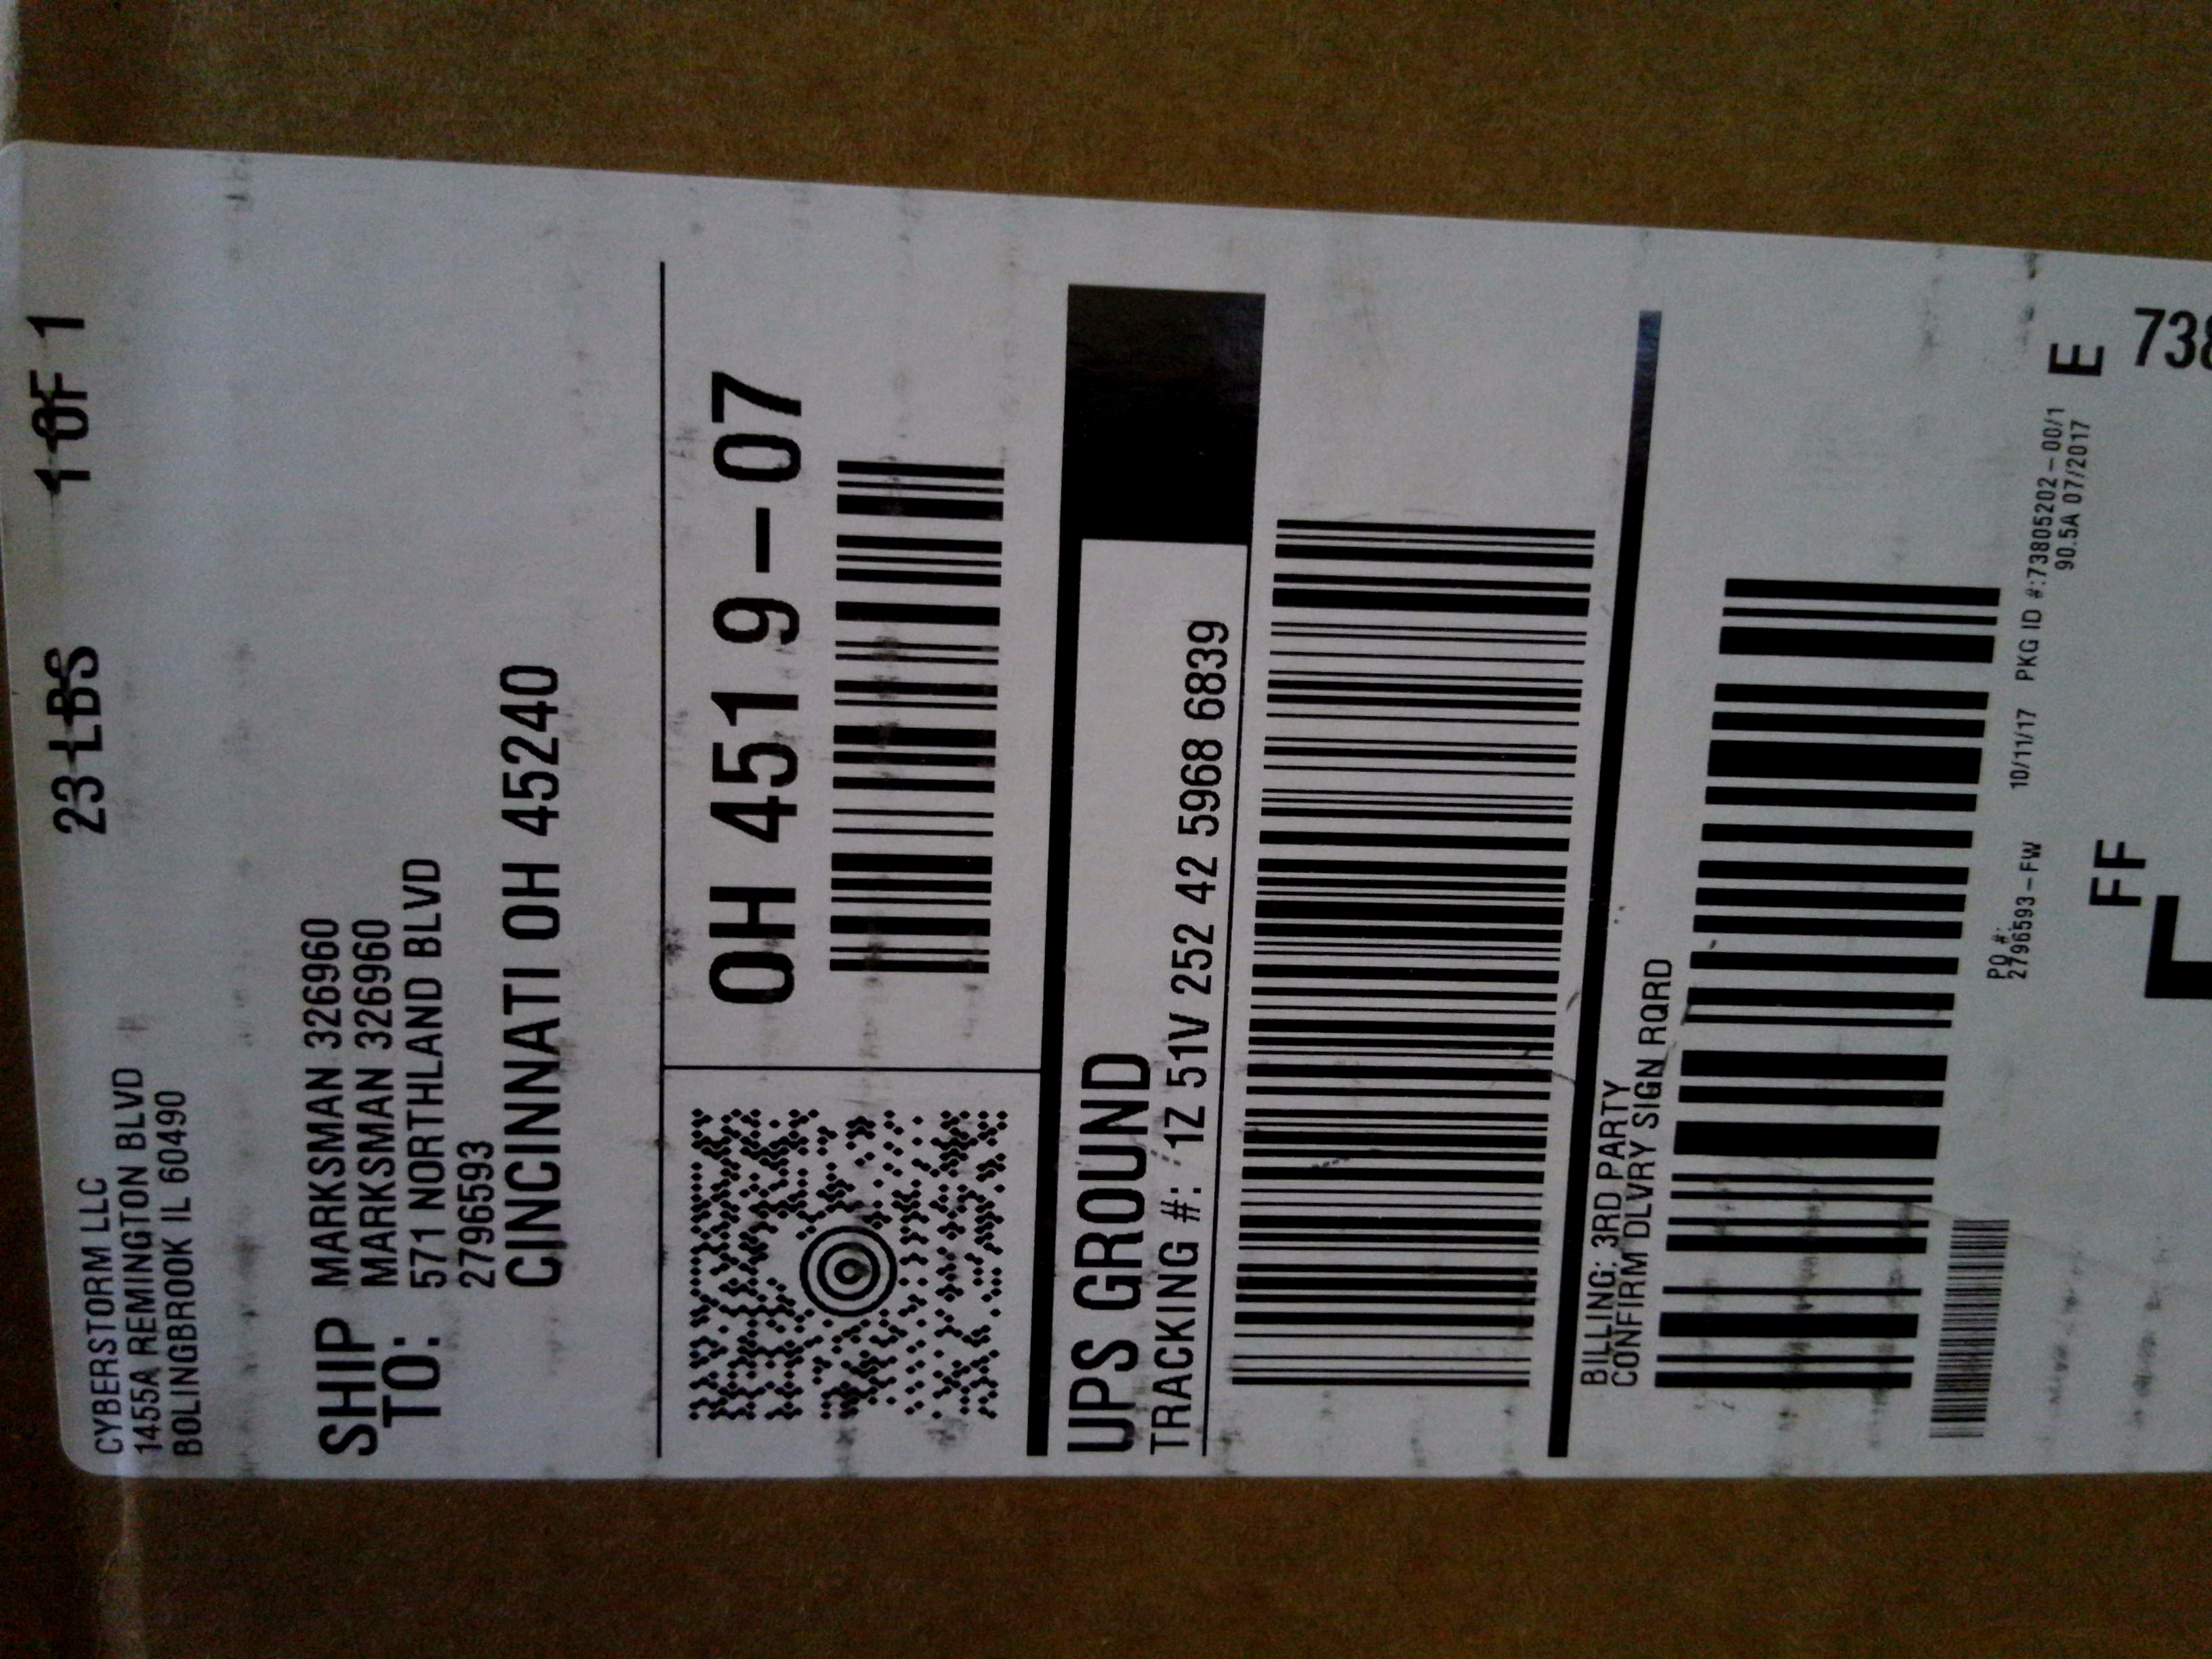 CYBERSTORM LLC
1455A REMINGTON BLVD
BOLINGBROOK IL 60490
23 LBS
1 OF 1
SHIP TO:
MARKSMAN 326960
MARKSMAN 326960
571 NORTHLAND BLVD
2796593
CINCINNATI OH 45240
OH 451 9-07
UPS GROUND
TRACKING #: 1Z 51V 252 42 5968 6839
BILLING: 3RD PARTY
CONFIRM DLVRY SIGN RQRD
PO #:
2796593-FW 10/11/17 PKG ID #:73805202-00/1
90.5A 07/2017
FF
E